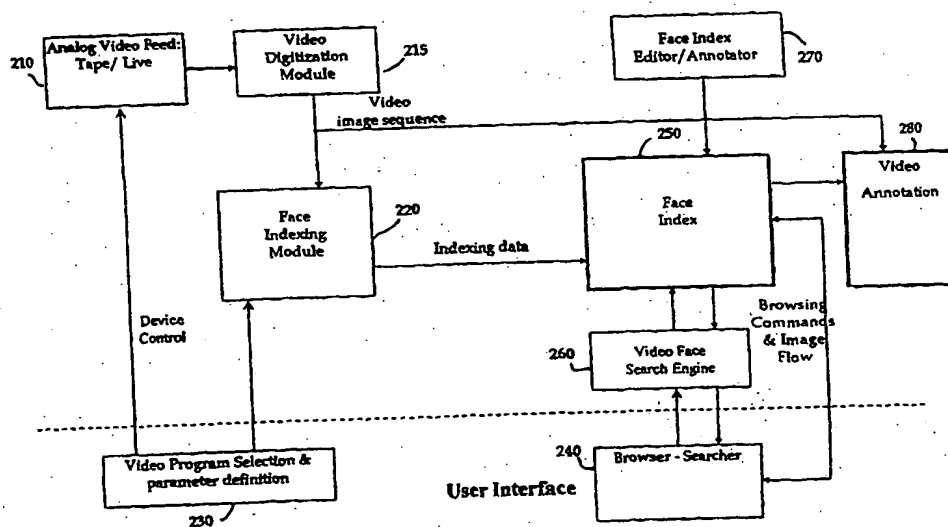 Analog Video Feed:
Tape/ Live
210
Video
Digitization
Module
215
Face Index
Editor/Annotator
270
Video
image sequence
250
280
Face
Indexing
Module
220
Face
Index
Video
Annotation
Indexing data
Device
Control
Browsing
Commands
& Image
Flow
260
Video Face
Search Engine
Video Program Selection &
parameter definition
230
240
Browser - Searcher
User Interface